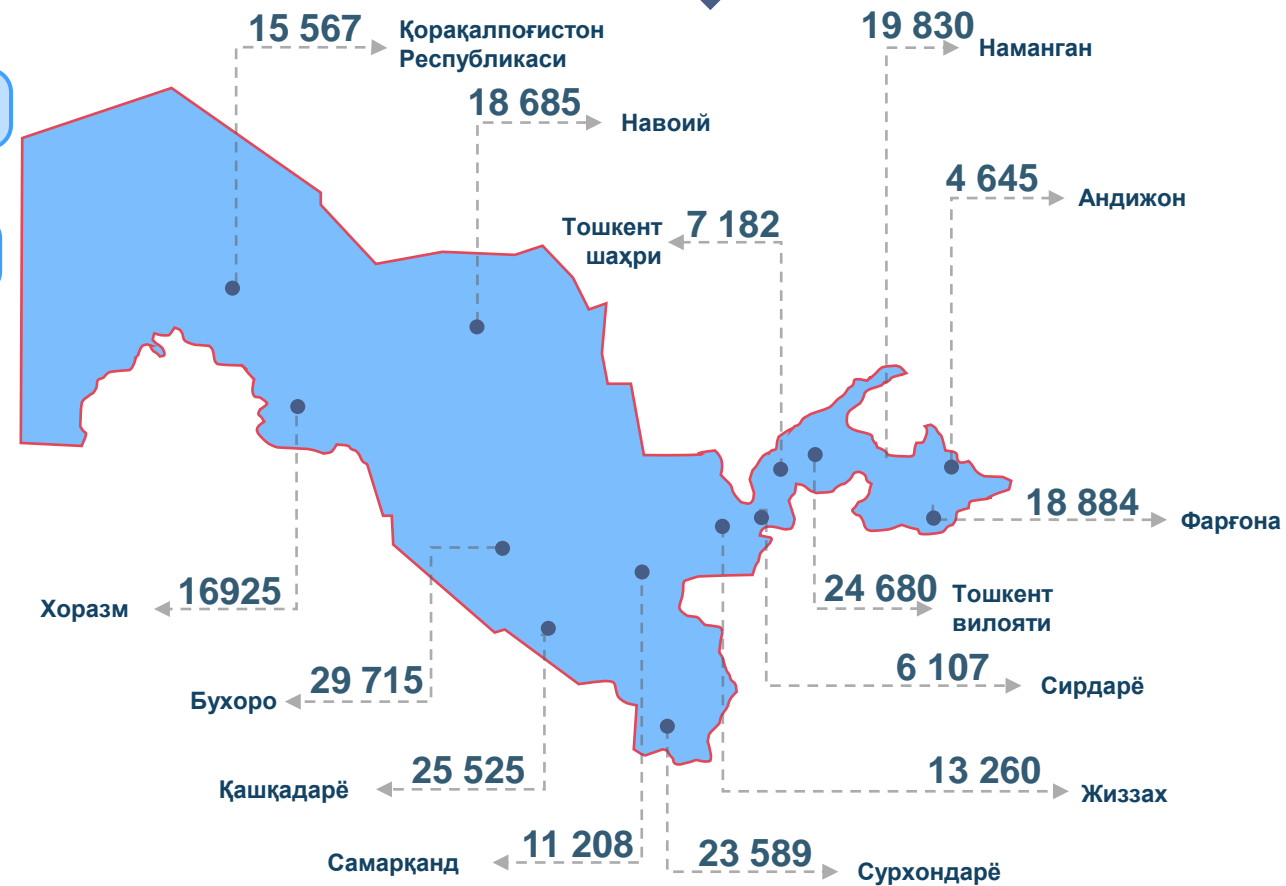 15 567
Қорақалпоғистон
Республикаси
19 830
Наманган
18 685
Навоий
4 645
Андижон
Тошкент
шаҳри
7 182
18 884
Фарғона
16925
Хоразм
24 680
Тошкент
вилояти
6 107
Сирдарё
29 715
Бухоро
25 525
Қашқадарё
13 260
Жиззах
11 208
Самарқанд
23 589
Сурхондарё